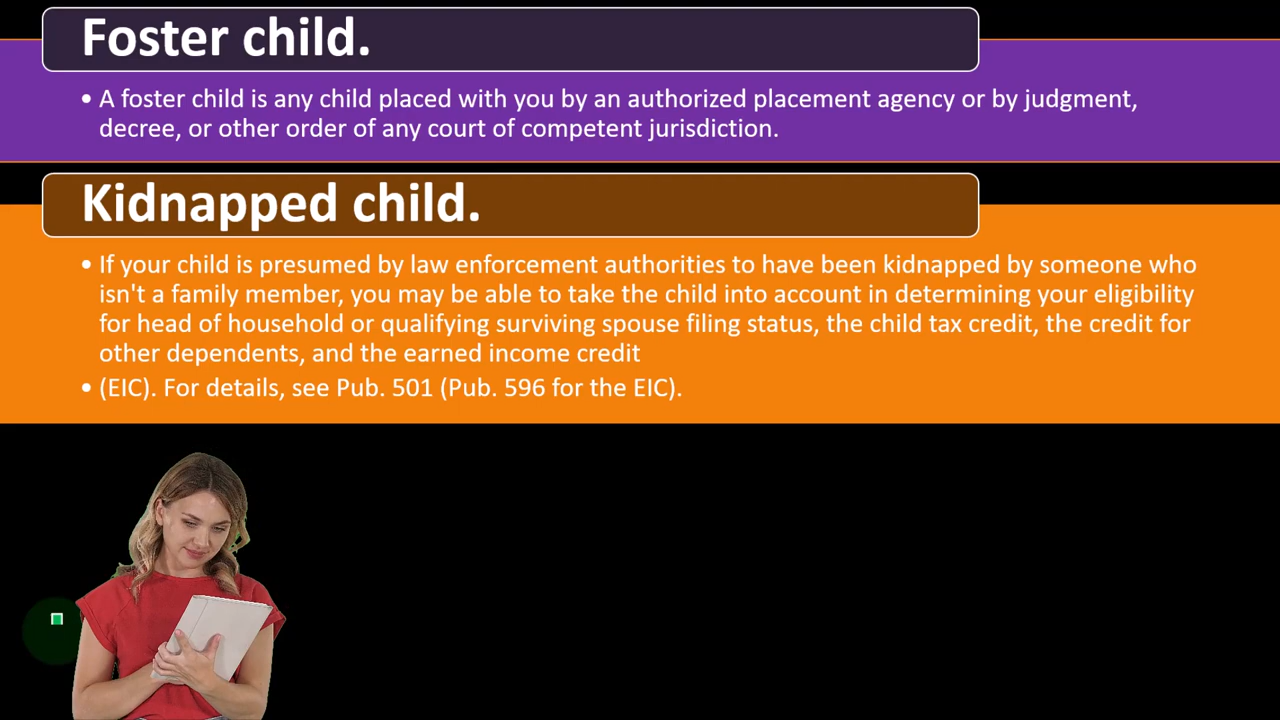 Foster child.
• A foster child is any child placed with you by an authorized placement agency or by judgment,
decree, or other order of any court of competent jurisdiction.
Kidnapped child.
• If your child is presumed by law enforcement authorities to have been kidnapped by someone who
isn't a family member, you may be able to take the child into account in determining your eligibility
for head of household or qualifying surviving spouse filing status, the child tax credit, the credit for
other dependents, and the earned income credit
• (EIC). For details, see Pub. 501 (Pub. 596 for the EIC).